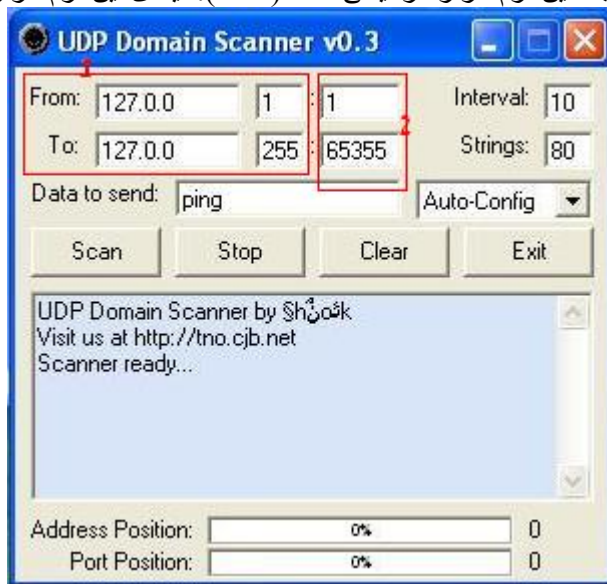 UDP Domain Scanner v0.3
1
From: 127.0.0 1 : 1 Interval: 10
2
To: 127.0.0 255 : 65355 Strings: 80
Data to send: ping Auto-Config
Scan Stop Clear Exit
UDP Domain Scanner by
Visit us at http://tno.cjb.net
Scanner ready...
Address Position: 0% 0
Port Position: 0% 0